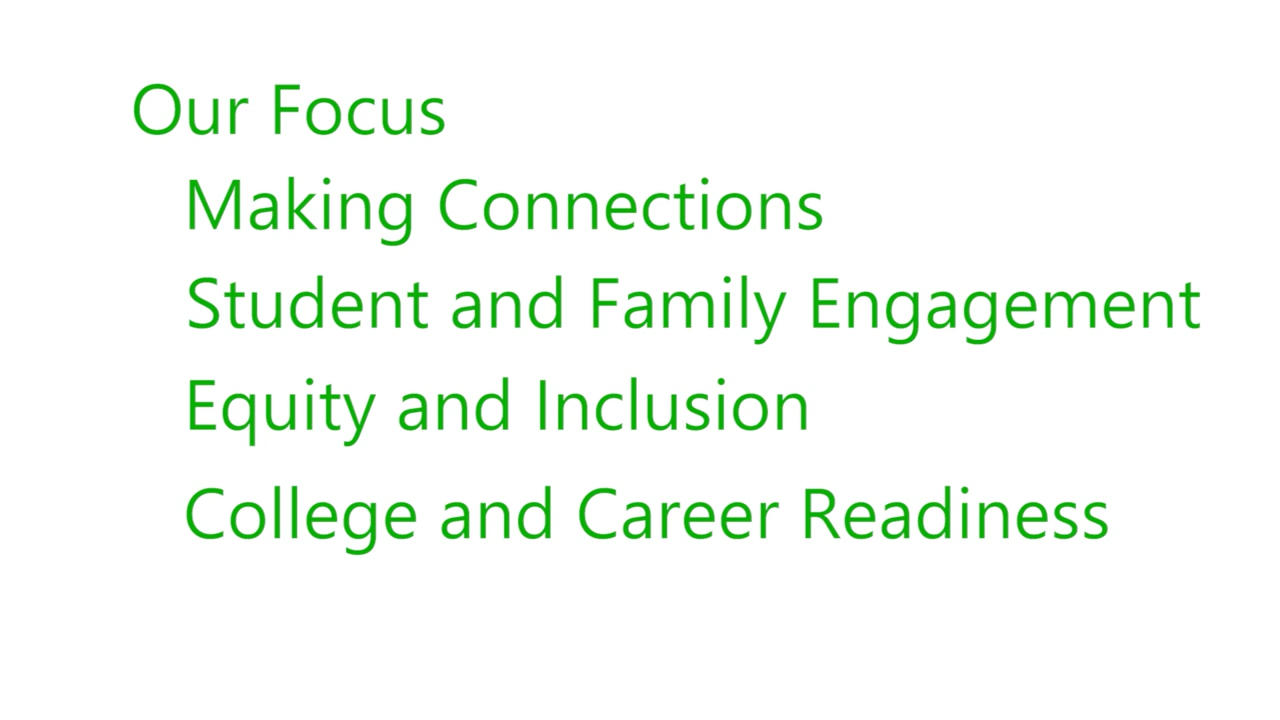 Our Focus
Making Connections
Student and Family Engagement
Equity and Inclusion
College and Career Readiness